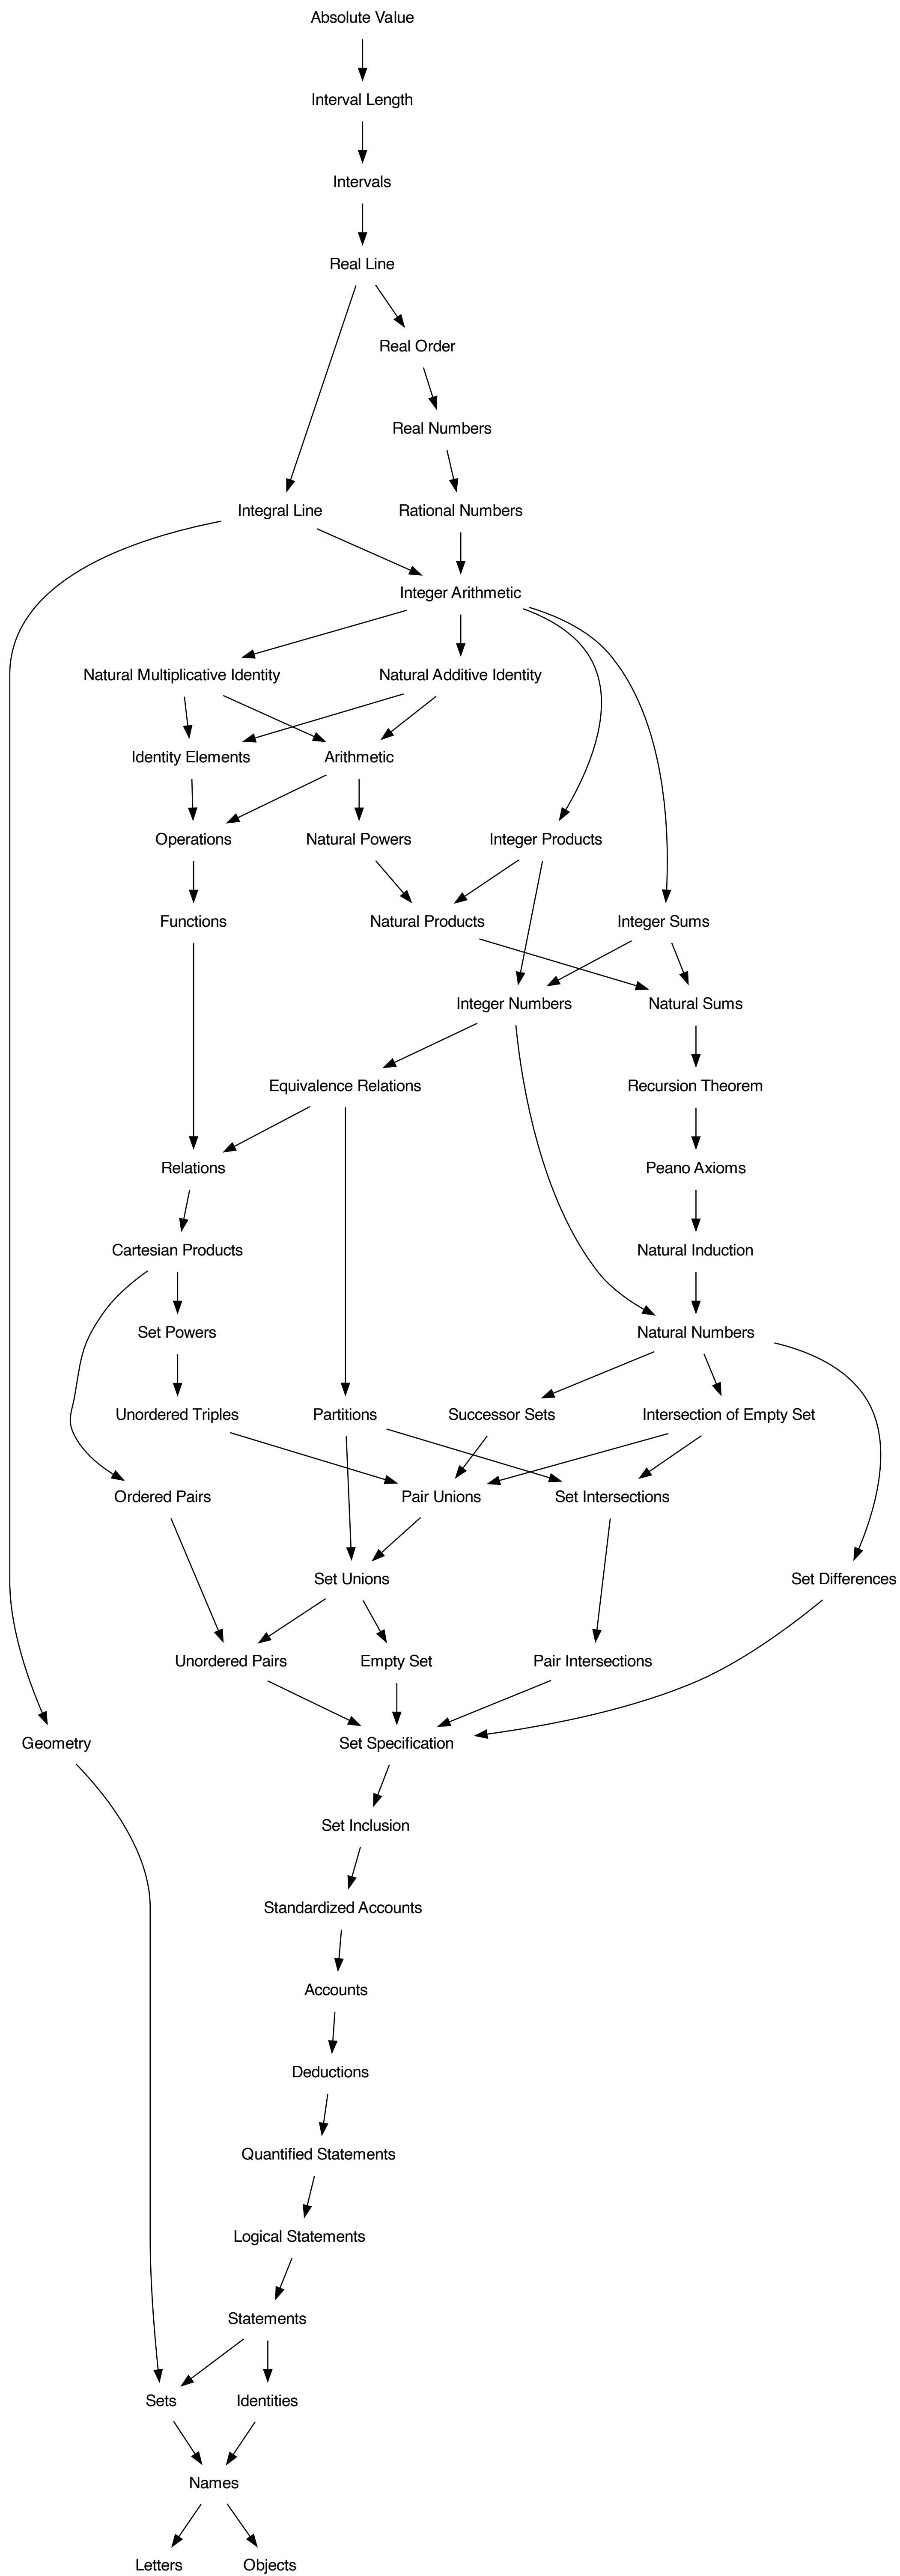 Absolute Value
Interval Length
Intervals
Real Line
Real Order
Real Numbers
Integral Line
Rational Numbers
Integer Arithmetic
Natural Multiplicative Identity
Natural Additive Identity
Identity Elements
Arithmetic
Operations
Natural Powers
Integer Products
Functions
Natural Products
Integer Sums
Integer Numbers
Natural Sums
Equivalence Relations
Recursion Theorem
Relations
Peano Axioms
Cartesian Products
Natural Induction
Set Powers
Natural Numbers
Unordered Triples
Partitions
Successor Sets
Intersection of Empty Set
Ordered Pairs
Pair Unions
Set Intersections
Set Unions
Set Differences
Unordered Pairs
Empty Set
Pair Intersections
Geometry
Set Specification
Set Inclusion
Standardized Accounts
Accounts
Deductions
Quantified Statements
Logical Statements
Statements
Sets
Identities
Names
Letters
Objects